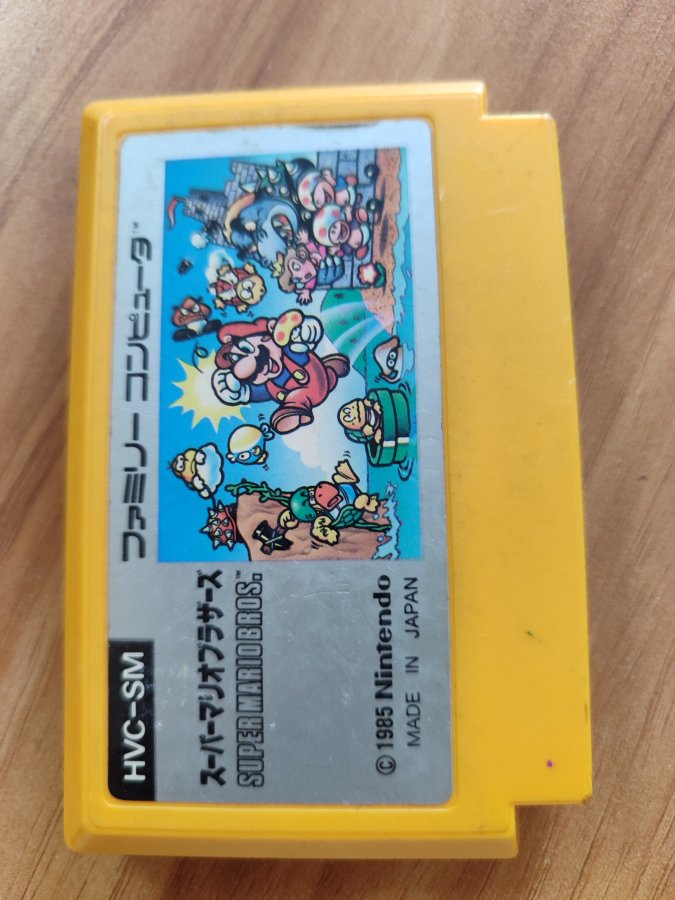 HVC-SM
ファミリー コンピュータ™
スーパーマリオブラザーズ
SUPER MARIO BROS.™
© 1985 Nintendo
MADE IN JAPAN